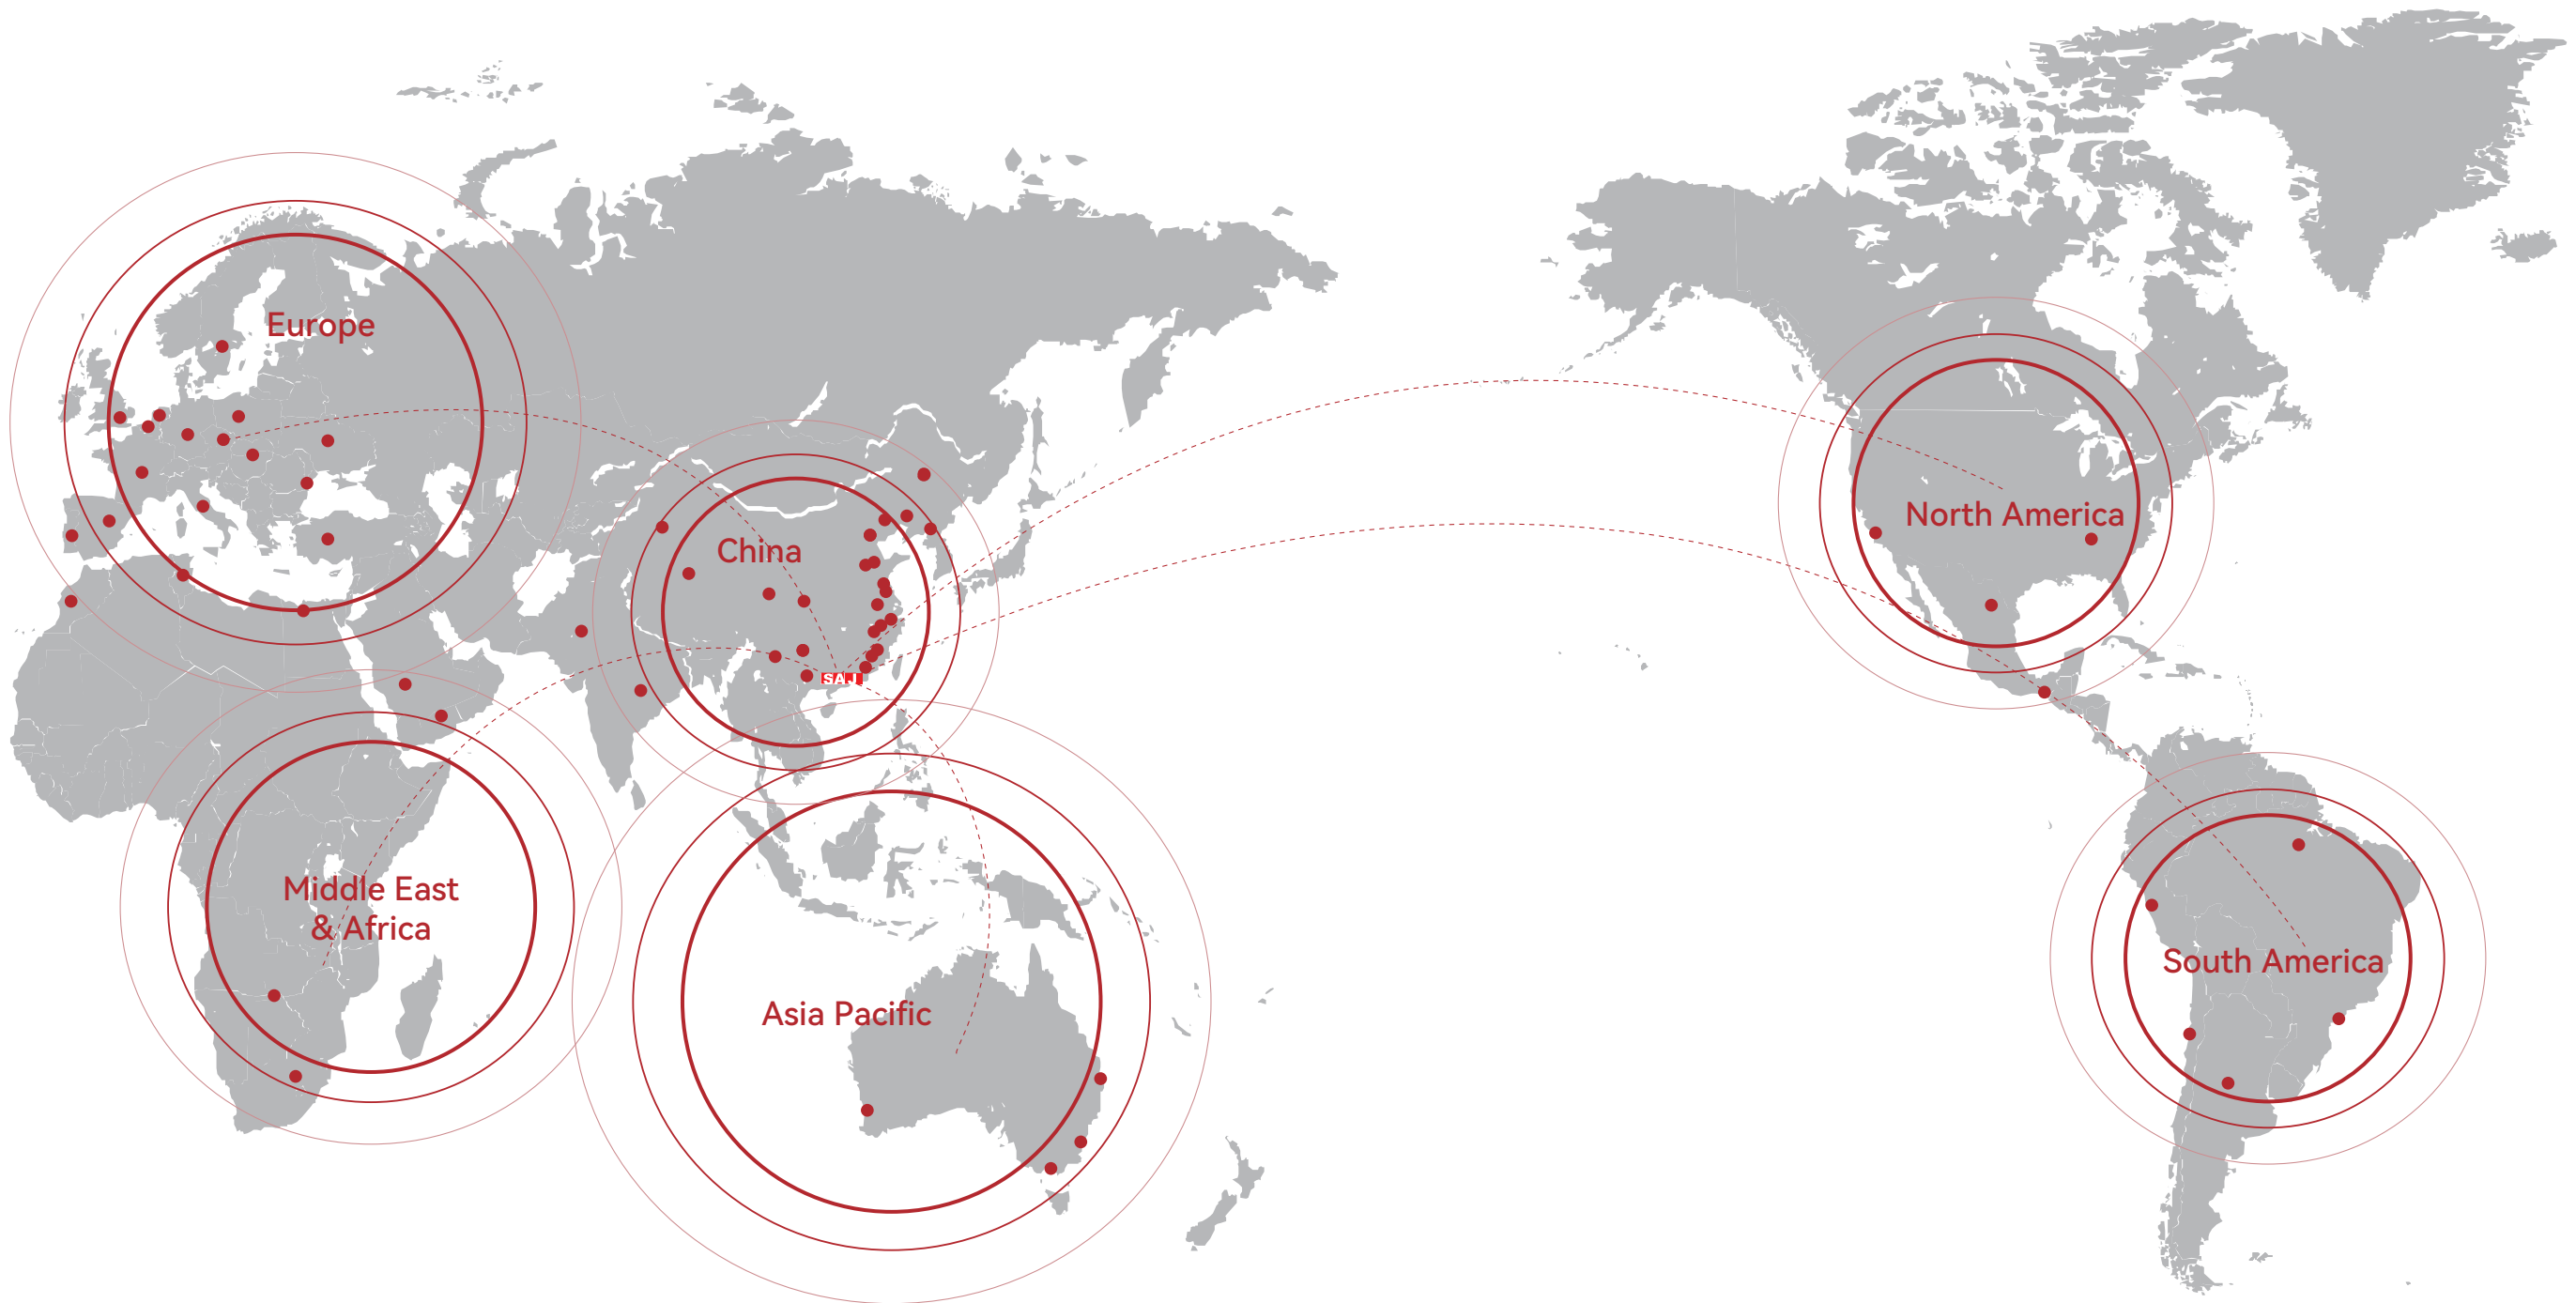 Europe
North America
China
SAJ
Middle East
& Africa
South America
Asia Pacific